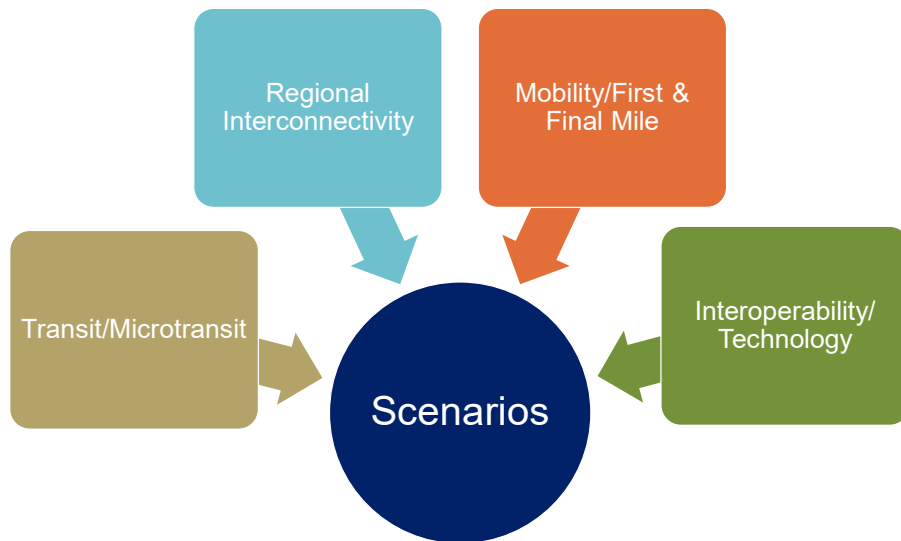 Regional
Interconnectivity
Mobility/First &
Final Mile
Transit/Microtransit
Interoperability/
Technology
Scenarios